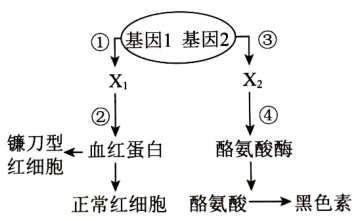 ① 基因1 基因2 ③
X₁ X₂
② ④
镰刀型
红细胞
血红蛋白 酪氨酸酶
正常红细胞 酪氨酸 黑色素